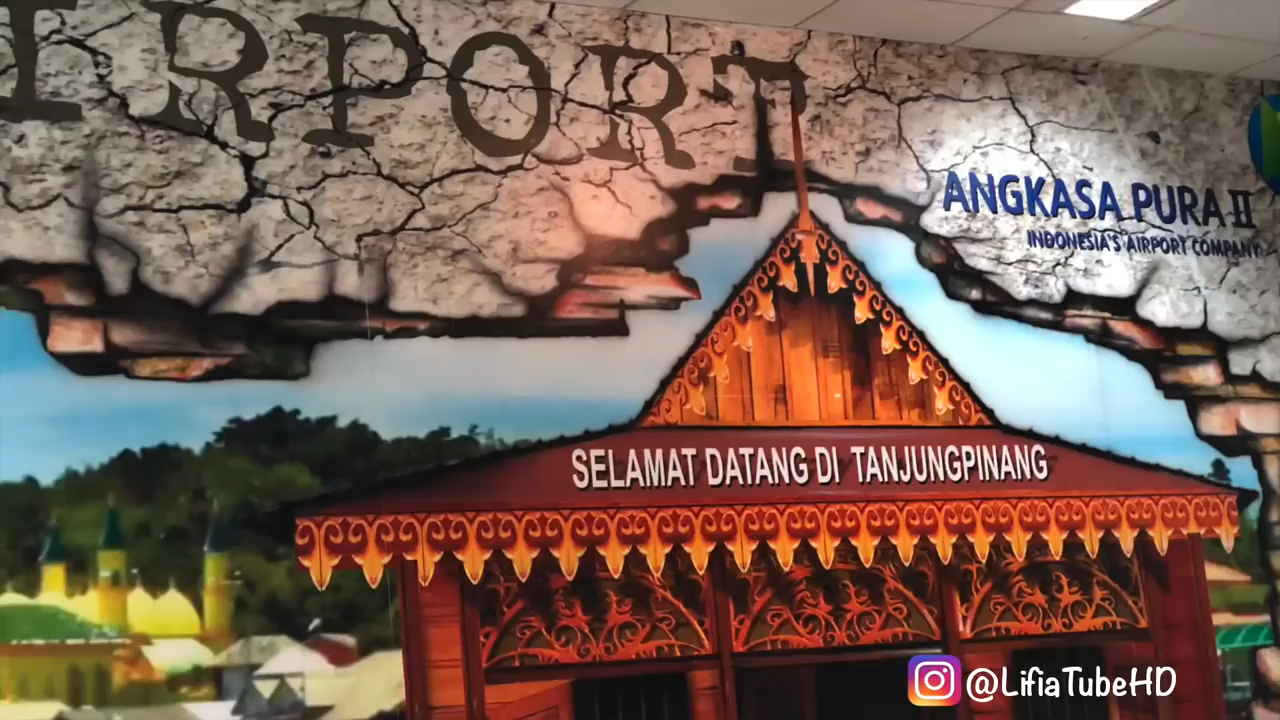 IRPORT
ANGKASA PURA II
INDONESIA'S AIRPORT COMPANY
SELAMAT DATANG DI TANJUNGPINANG
@LifiaTubeHD